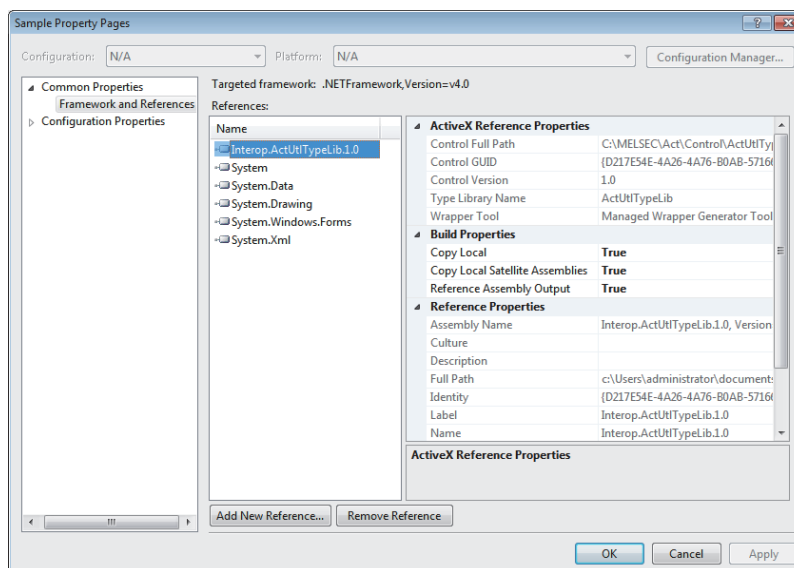 Sample Property Pages
Configuration: N/A Platform: N/A Configuration Manager...
Common Properties
Framework and References
Configuration Properties
Targeted framework: .NETFramework,Version=v4.0
References:
Name
Interop.ActUtlTypeLib.1.0
System
System.Data
System.Drawing
System.Windows.Forms
System.Xml
ActiveX Reference Properties
Control Full Path C:\MELSEC\Act\Control\ActUtlTyp
Control GUID {D217E54E-4A26-4A76-B0AB-57166
Control Version 1.0
Type Library Name ActUtlTypeLib
Wrapper Tool Managed Wrapper Generator Tool
Build Properties
Copy Local True
Copy Local Satellite Assemblies True
Reference Assembly Output True
Reference Properties
Assembly Name Interop.ActUtlTypeLib.1.0, Version
Culture
Description
Full Path c:\Users\administrator\documents
Identity {D217E54E-4A26-4A76-B0AB-57166
Label Interop.ActUtlTypeLib.1.0
Name Interop.ActUtlTypeLib.1.0
ActiveX Reference Properties
Add New Reference... Remove Reference
OK Cancel Apply